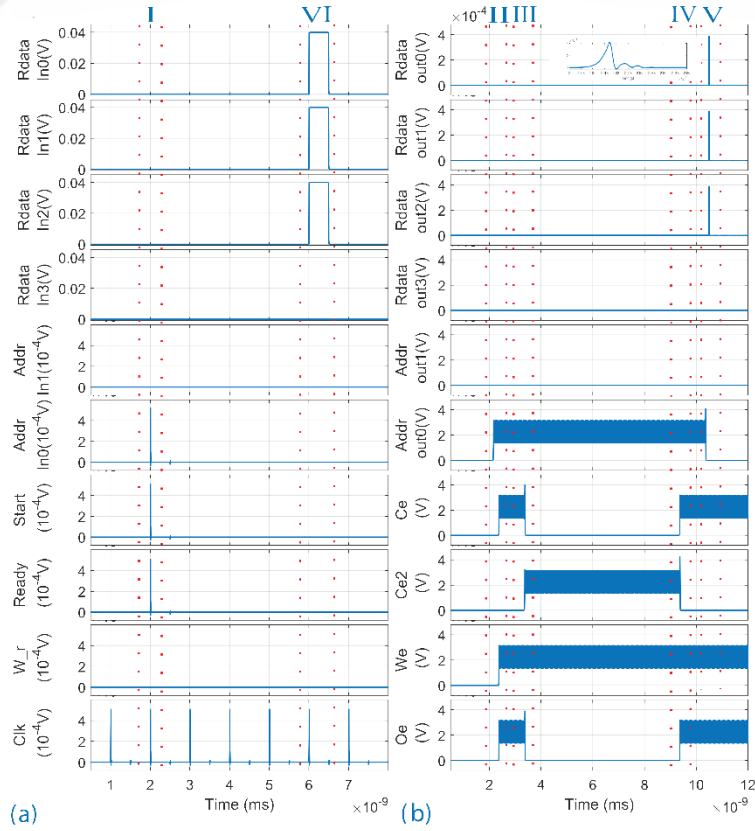 I VI
Rdata In0(V) 0.04 0.02 0
Rdata In1(V) 0.04 0.02 0
Rdata In2(V) 0.04 0.02 0
Rdata In3(V) 0.04 0.02 0
Addr In1(10⁻⁴V) 4 2 0
Addr In0(10⁻⁴V) 4 2 0
Start (10⁻⁴V) 4 2 0
Ready (10⁻⁴V) 4 2 0
W_r (10⁻⁴V) 4 2 0
Clk (10⁻⁴V) 4 2 0
1 2 3 4 5 6 7
Time (ms) ×10⁻⁹
(a)
×10⁻⁴ II III IV V
Rdata out0(V) 4 2 0
Rdata out1(V) 4 2 0
Rdata out2(V) 4 2 0
Rdata out3(V) 4 2 0
Addr out1(V) 4 2 0
Addr out0(V) 4 2 0
Ce (V) 4 2 0
Ce2 (V) 4 2 0
We (V) 4 2 0
Oe (V) 4 2 0
2 4 6 8 10 12
Time (ms) ×10⁻⁹
(b)